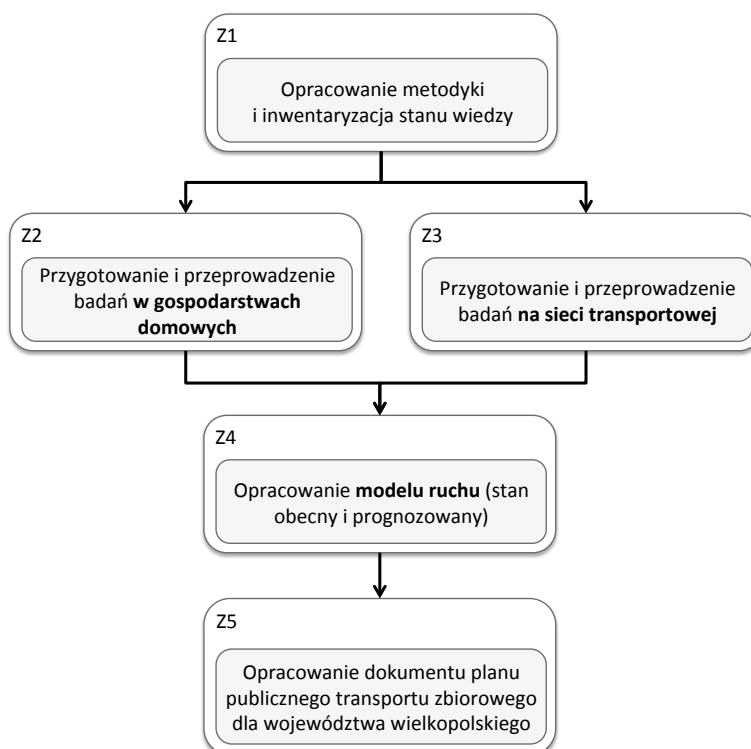 Z1
Opracowanie metodyki
i inwentaryzacja stanu wiedzy
Z2
Przygotowanie i przeprowadzenie
badań w gospodarstwach
domowych
Z3
Przygotowanie i przeprowadzenie
badań na sieci transportowej
Z4
Opracowanie modelu ruchu (stan
obecny i prognozowany)
Z5
Opracowanie dokumentu planu
publicznego transportu zbiorowego
dla województwa wielkopolskiego